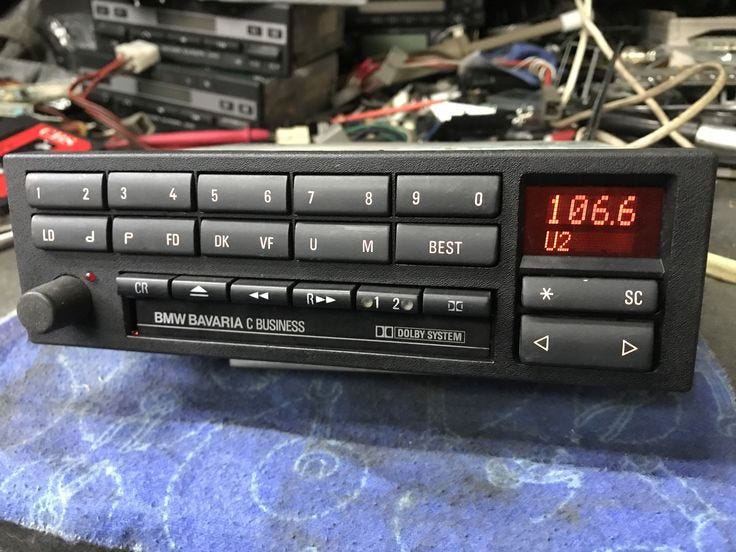 1 2 3 4 5 6 7 8 9 0
106.6
U2
LD P FD DK VF U M BEST
* SC
CR R 1 2
BMW BAVARIA C BUSINESS DOLBY SYSTEM